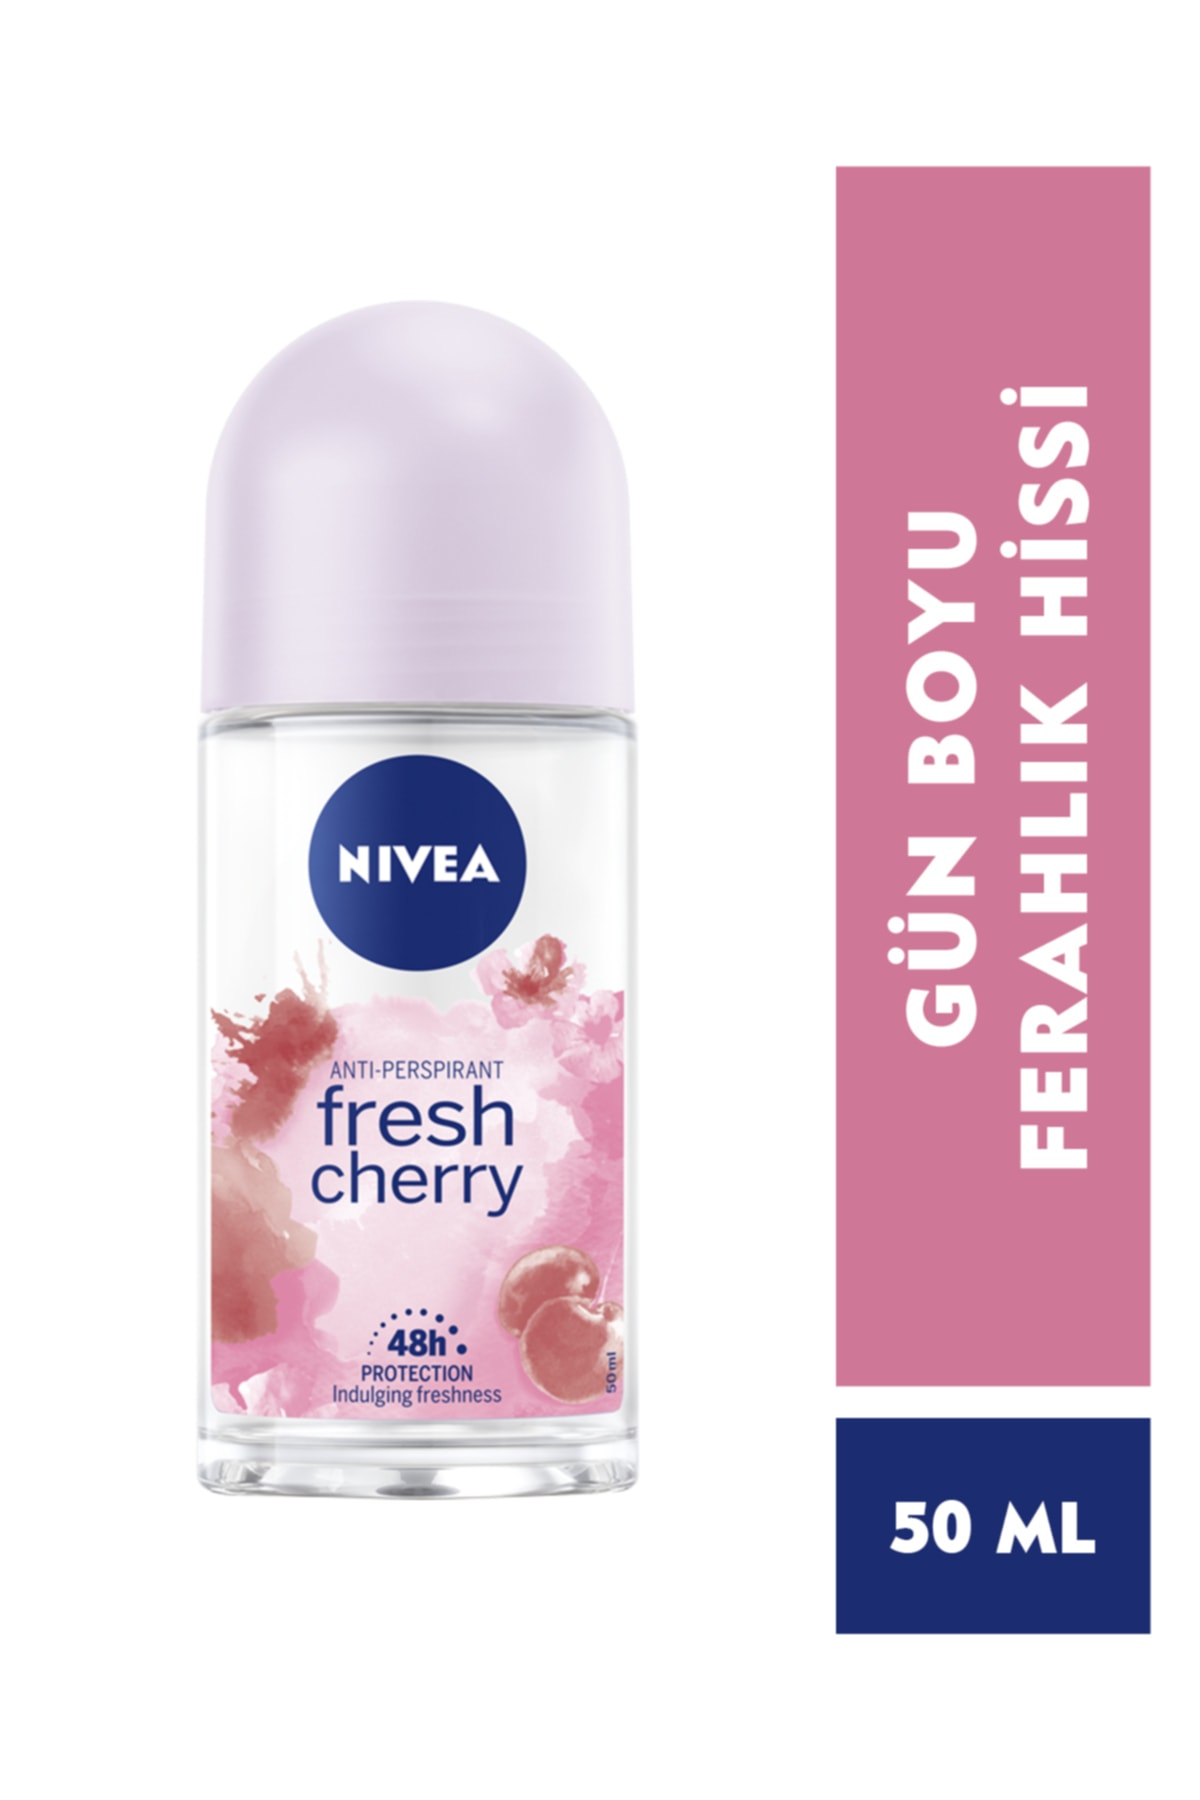 NIVEA
ANTI-PERSPIRANT
fresh
cherry
48h
PROTECTION
Indulging freshness
50ml
GÜN BOYU
FERAHLIK HİSSİ
50 ML